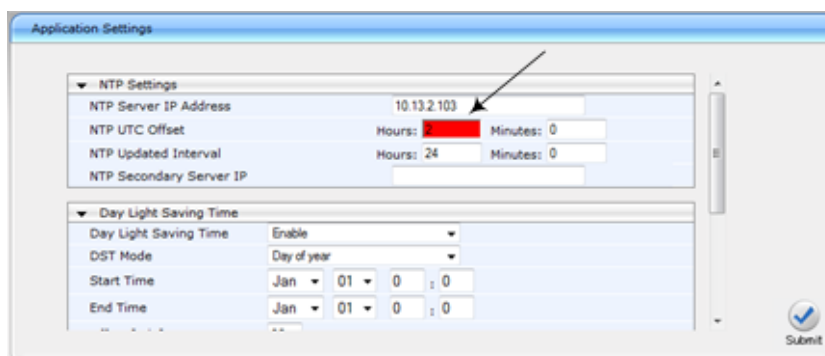 Application Settings
NTP Settings
NTP Server IP Address 10.13.2.103
NTP UTC Offset Hours: 2 Minutes: 0
NTP Updated Interval Hours: 24 Minutes: 0
NTP Secondary Server IP
Day Light Saving Time
Day Light Saving Time Enable
DST Mode Day of year
Start Time Jan 01 0 : 0
End Time Jan 01 0 : 0
Submit